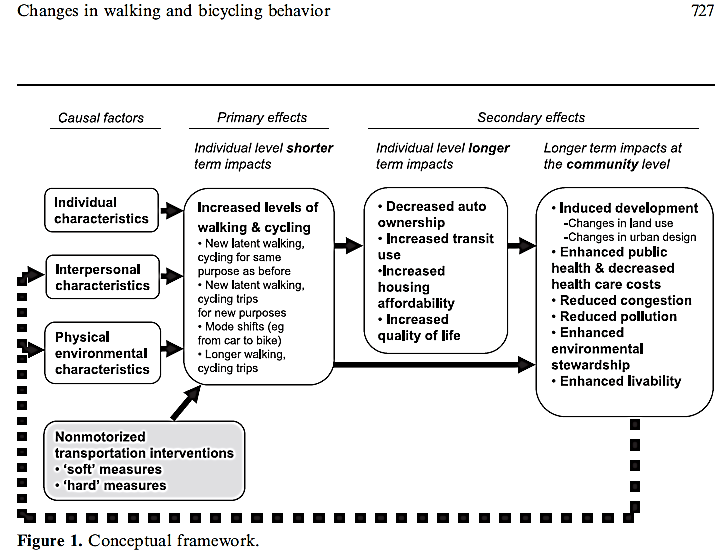 Changes in walking and bicycling behavior
727
Causal factors
Primary effects
Secondary effects
Individual level shorter
term impacts
Individual level longer
term impacts
Longer term impacts at
the community level
Individual
characteristics
Interpersonal
characteristics
Physical
environmental
characteristics
Increased levels of
walking & cycling
• New latent walking,
cycling for same
purpose as before
• New latent walking,
cycling trips
for new purposes
• Mode shifts (eg
from car to bike)
• Longer walking,
cycling trips
• Decreased auto
ownership
• Increased transit
use
•Increased
housing
affordability
• Increased
quality of life
• Induced development
-Changes in land use
-Changes in urban design
• Enhanced public
health & decreased
health care costs
• Reduced congestion
• Reduced pollution
• Enhanced
environmental
stewardship
• Enhanced livability
Nonmotorized
transportation interventions
• ‘soft’ measures
• ‘hard’ measures
Figure 1. Conceptual framework.